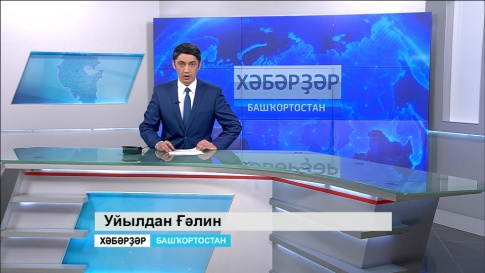 ХӘБӘРҘӘР
БАШҠОРТОСТАН
Уйылдан Ғәлин
ХӘБӘРҘӘР БАШҠОРТОСТАН